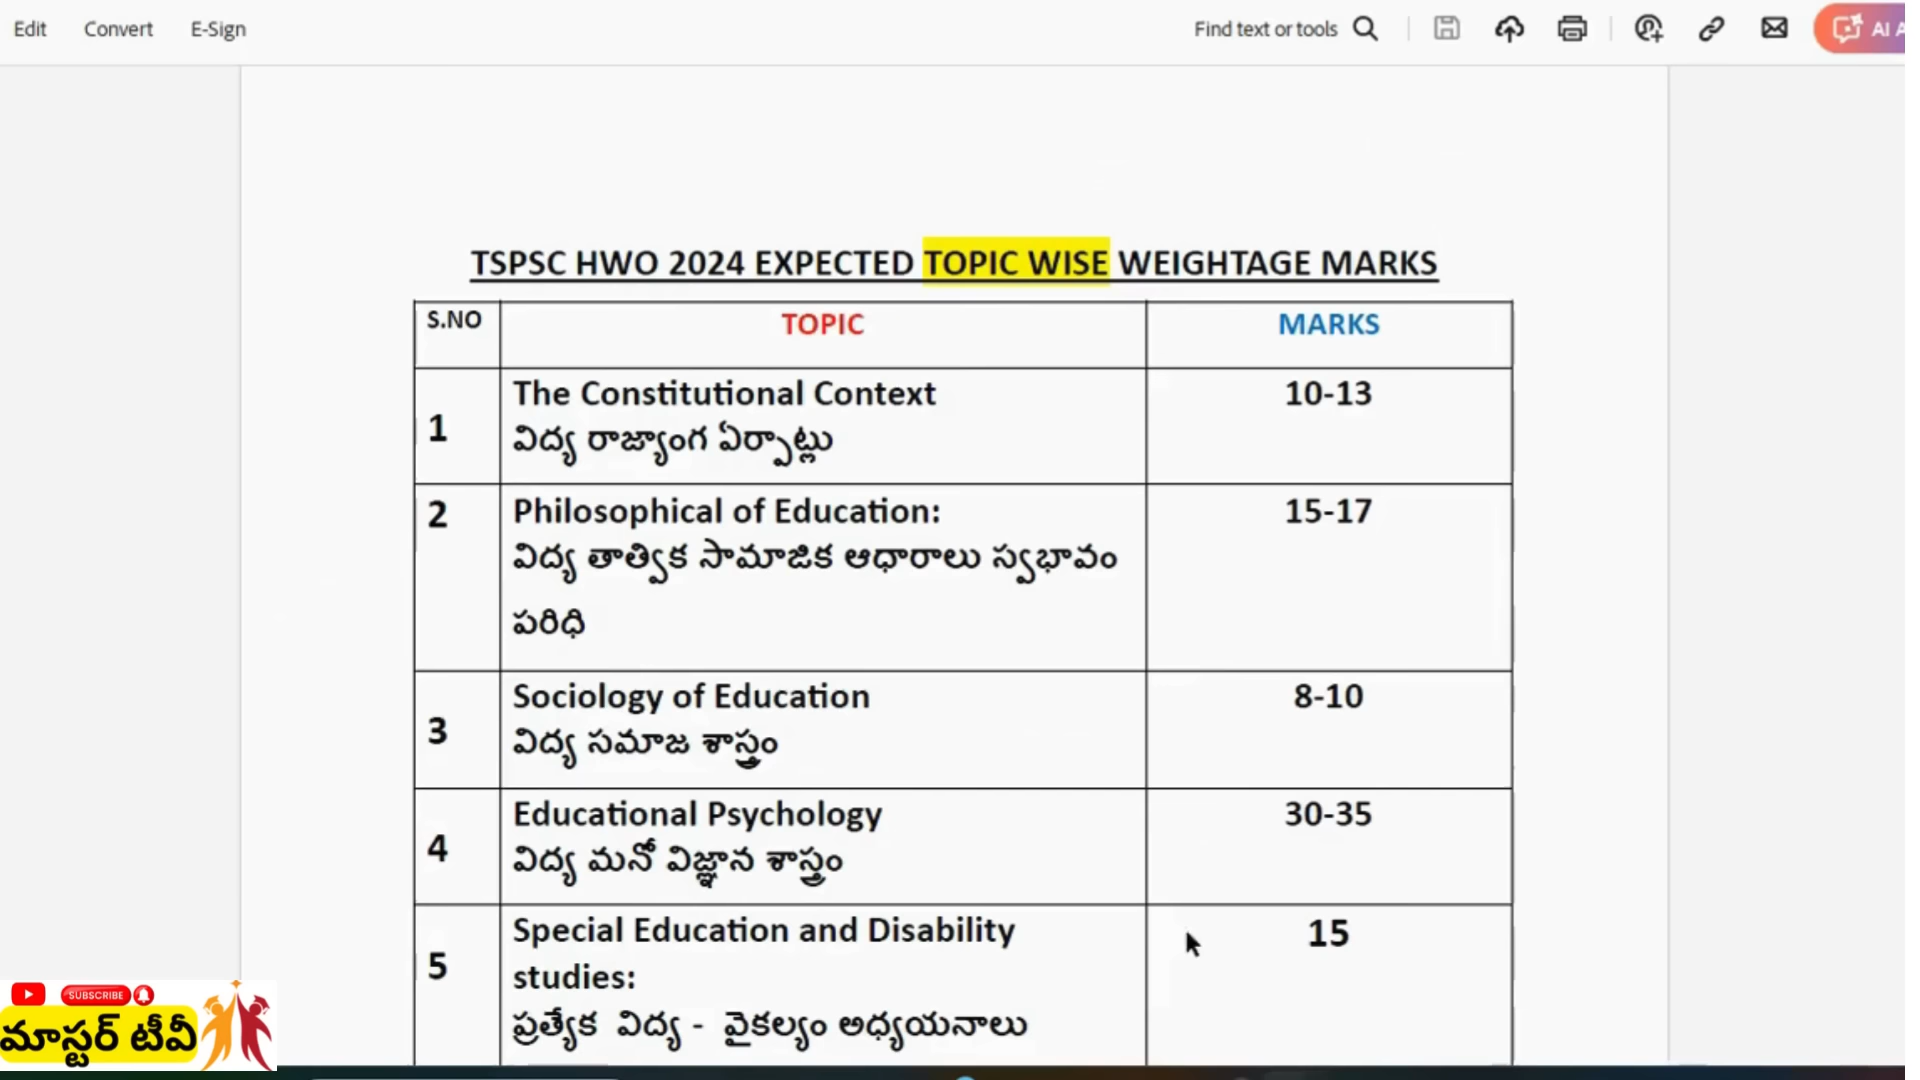 Edit Convert E-Sign Find text or tools AI A
TSPSC HWO 2024 EXPECTED TOPIC WISE WEIGHTAGE MARKS
S.NO TOPIC MARKS
1 The Constitutional Context 10-13
విద్య రాజ్యాంగ ఏర్పాట్లు
2 Philosophical of Education: 15-17
విద్య తాత్విక సామాజిక ఆధారాలు స్వభావం
పరిధి
3 Sociology of Education 8-10
విద్య సమాజ శాస్త్రం
4 Educational Psychology 30-35
విద్య మనో విజ్ఞాన శాస్త్రం
5 Special Education and Disability 15
studies:
ప్రత్యేక విద్య - వైకల్యం అధ్యయనాలు
SUBSCRIBE
మాస్టర్ టీవీ